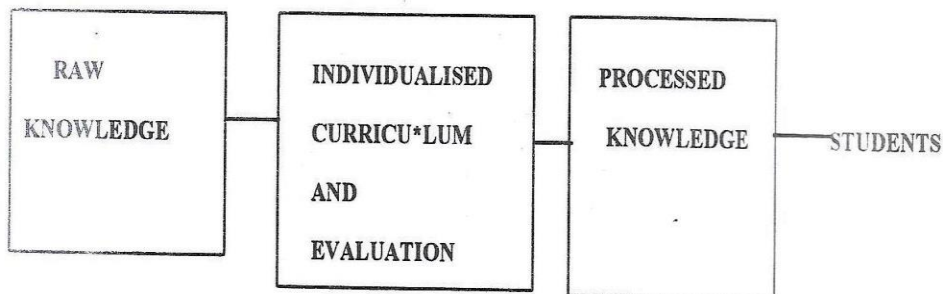 RAW
KNOWLEDGE
INDIVIDUALISED
CURRICU*LUM
AND
EVALUATION
PROCESSED
KNOWLEDGE
STUDENTS